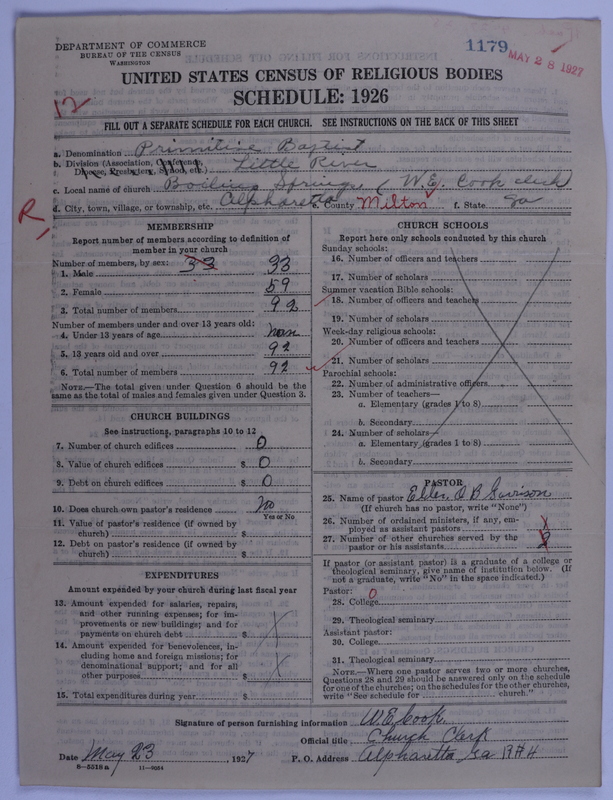 DEPARTMENT OF COMMERCE
BUREAU OF THE CENSUS
WASHINGTON
1179
MAY 28 1927
UNITED STATES CENSUS OF RELIGIOUS BODIES
SCHEDULE: 1926
12
FILL OUT A SEPARATE SCHEDULE FOR EACH CHURCH. SEE INSTRUCTIONS ON THE BACK OF THIS SHEET
a. Denomination Primitive Baptist
b. Division (Association, Conference, Diocese, Presbytery, Synod, etc.) Little River
c. Local name of church Boiling Springs (W.E. Cook clerk
d. City, town, village, or township, etc. Alpharetta e. County Milton f. State Ga
R
MEMBERSHIP
Report number of members according to definition of
member in your church
Number of members, by sex: 33
1. Male 33
2. Female 59
3. Total number of members 92
Number of members under and over 13 years old:
4. Under 13 years of age none
5. 13 years old and over 92
6. Total number of members 92
NOTE.—The total given under Question 6 should be the
same as the total of males and females given under Question 3.
CHURCH BUILDINGS
See instructions, paragraphs 10 to 12
7. Number of church edifices 0
8. Value of church edifices $ 0
9. Debt on church edifices $ 0
10. Does church own pastor's residence no
Yes or No
11. Value of pastor's residence (if owned by
church) $
12. Debt on pastor's residence (if owned by
church) $
EXPENDITURES
Amount expended by your church during last fiscal year
13. Amount expended for salaries, repairs,
and other running expenses; for im-
provements or new buildings; and for
payments on church debt $
14. Amount expended for benevolences, in-
cluding home and foreign missions; for
denominational support; and for all
other purposes $
15. Total expenditures during year $
CHURCH SCHOOLS
Report here only schools conducted by this church
Sunday schools:
16. Number of officers and teachers
17. Number of scholars
Summer vacation Bible schools:
18. Number of officers and teachers
19. Number of scholars
Week-day religious schools:
20. Number of officers and teachers
21. Number of scholars
Parochial schools:
22. Number of administrative officers
23. Number of teachers—
a. Elementary (grades 1 to 8)
b. Secondary
24. Number of scholars—
a. Elementary (grades 1 to 8)
b. Secondary
PASTOR
25. Name of pastor O B Garrison
(If church has no pastor, write "None")
26. Number of ordained ministers, if any, em-
ployed as assistant pastors
27. Number of other churches served by the
pastor or his assistants
If pastor (or assistant pastor) is a graduate of a college or
theological seminary, give name of institution below. (If
not a graduate, write "No" in the space indicated.)
Pastor: 0
28. College
29. Theological seminary
Assistant pastor:
30. College
31. Theological seminary
NOTE.—Where one pastor serves two or more churches,
Questions 28 and 29 should be answered only on the schedule
for one of the churches; on the schedules for the other churches,
write "See schedule for church."
Signature of person furnishing information W.E. Cook
Official title Church Clerk
Date May 23, 1927 P. O. Address Alpharetta Ga R#4
8—5518a 11—9054